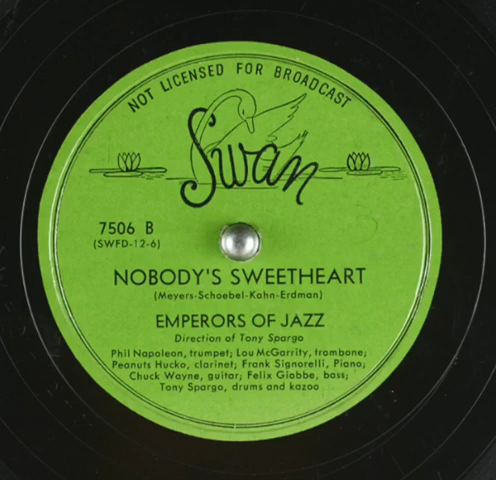 NOT LICENSED FOR BROADCAST
Swan
7506 B
(SWFD-12-6)
NOBODY'S SWEETHEART
(Meyers-Schoebel-Kahn-Erdman)
EMPERORS OF JAZZ
Direction of Tony Spargo
Phil Napoleon, trumpet; Lou McGarrity, trombone;
Peanuts Hucko, clarinet; Frank Signorelli, Piano;
Chuck Wayne, guitar; Felix Giobbe, bass;
Tony Spargo, drums and kazoo